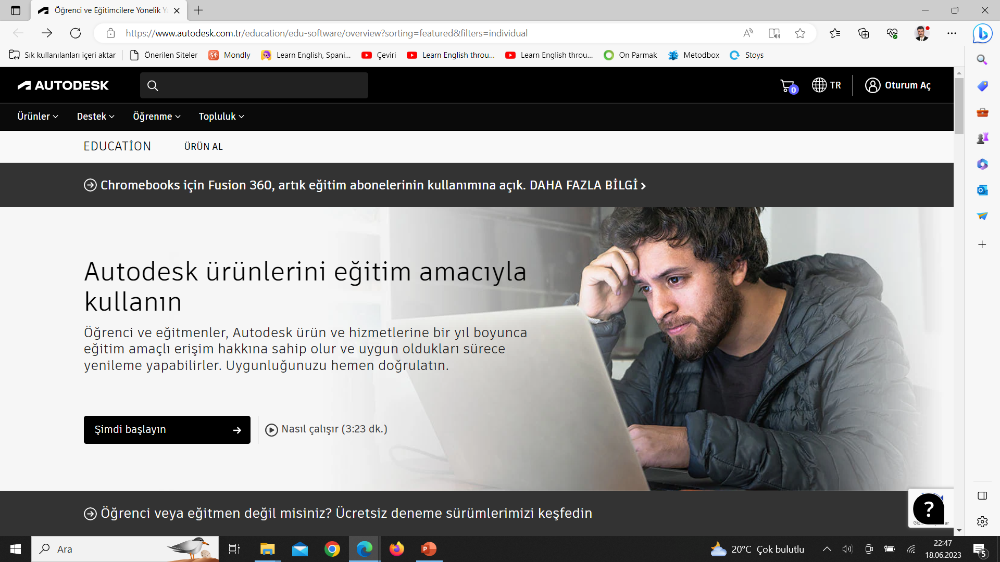 Öğrenci ve Eğitimcilere Yönelik
https://www.autodesk.com.tr/education/edu-software/overview?sorting=featured&filters=individual
Sık kullanılanları içeri aktar
Önerilen Siteler
Mondly
Learn English, Spani...
Çeviri
Learn English throu...
Learn English throu...
On Parmak
Metodbox
Stoys
AUTODESK
0
TR
Oturum Aç
Ürünler
Destek
Öğrenme
Topluluk
EDUCATİON
ÜRÜN AL
Chromebooks için Fusion 360, artık eğitim abonelerinin kullanımına açık. DAHA FAZLA BİLGİ
Autodesk ürünlerini eğitim amacıyla
kullanın
Öğrenci ve eğitmenler, Autodesk ürün ve hizmetlerine bir yıl boyunca
eğitim amaçlı erişim hakkına sahip olur ve uygun oldukları sürece
yenileme yapabilirler. Uygunluğunuzu hemen doğrulatın.
Şimdi başlayın
Nasıl çalışır (3:23 dk.)
Öğrenci veya eğitmen değil misiniz? Ücretsiz deneme sürümlerimizi keşfedin
?
Ara
20°C Çok bulutlu
22:47
18.06.2023
5